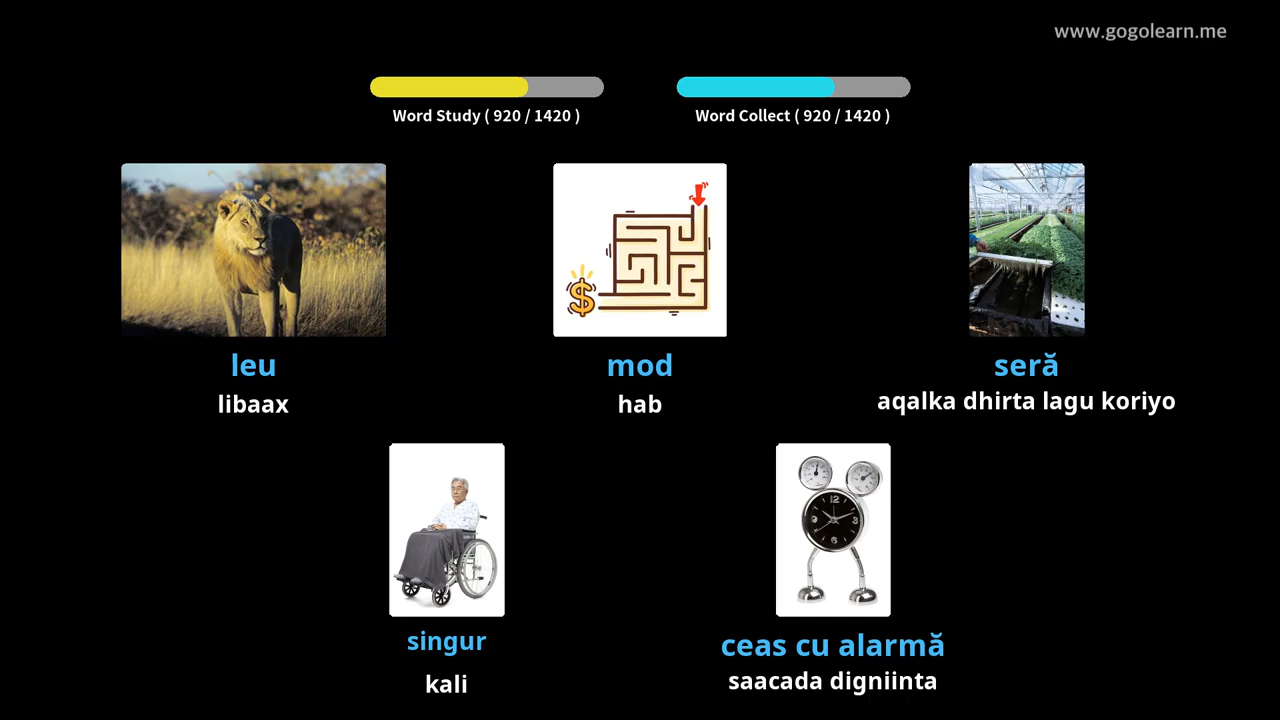 www.gogolearn.me
Word Study ( 920 / 1420 )
Word Collect ( 920 / 1420 )
leu
libaax
mod
hab
seră
aqalka dhirta lagu koriyo
singur
kali
ceas cu alarmă
saacada digniinta